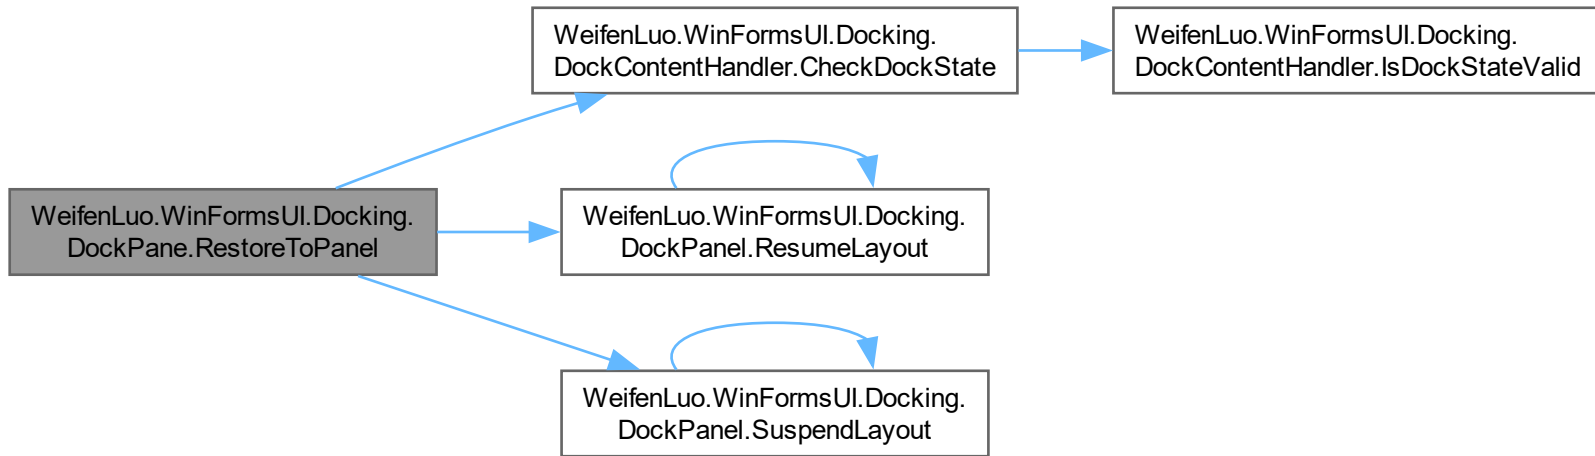 WeifenLuo.WinFormsUI.Docking.
DockPane.RestoreToPanel
WeifenLuo.WinFormsUI.Docking.
DockContentHandler.CheckDockState
WeifenLuo.WinFormsUI.Docking.
DockContentHandler.IsDockStateValid
WeifenLuo.WinFormsUI.Docking.
DockPanel.ResumeLayout
WeifenLuo.WinFormsUI.Docking.
DockPanel.SuspendLayout